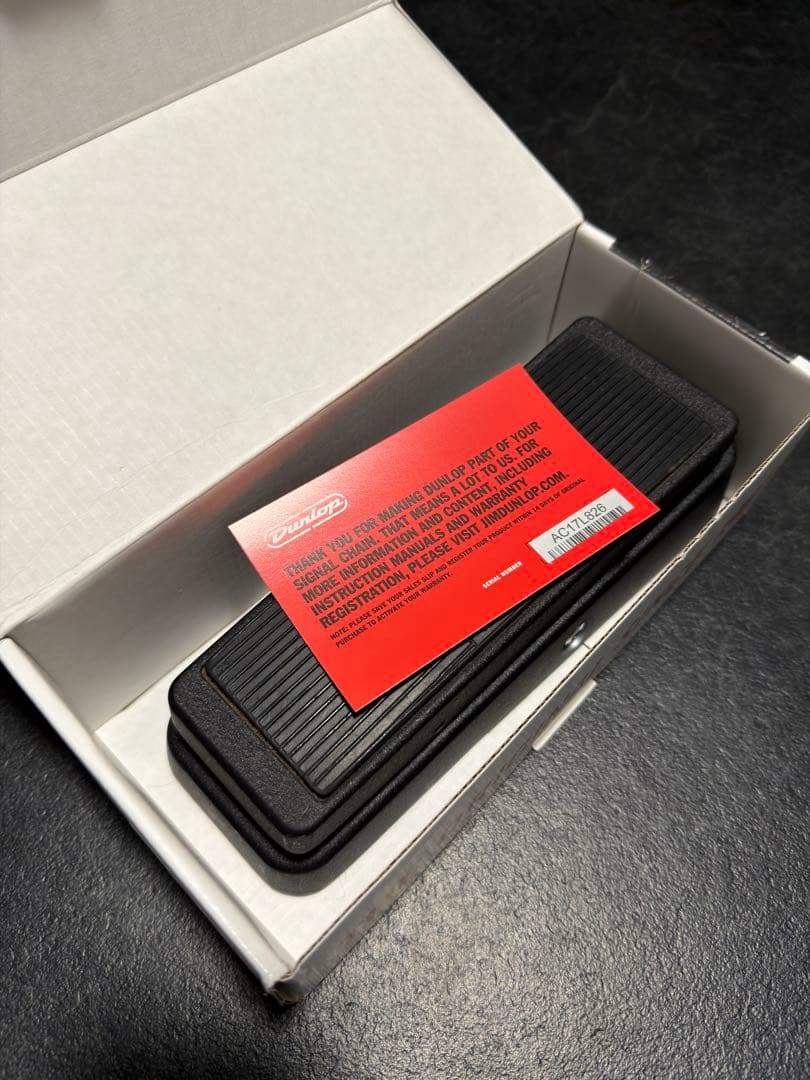 Dunlop
THANK YOU FOR MAKING DUNLOP PART OF YOUR
SIGNAL CHAIN. THAT MEANS A LOT TO US. FOR
MORE INFORMATION AND CONTENT, INCLUDING
INSTRUCTION MANUALS AND WARRANTY
REGISTRATION, PLEASE VISIT JIMDUNLOP.COM.
NOTE: PLEASE SAVE YOUR SALES SLIP AND REGISTER YOUR PRODUCT WITHIN 14 DAYS OF ORIGINAL
PURCHASE TO ACTIVATE YOUR WARRANTY.
SERIAL NUMBER
AC17L826